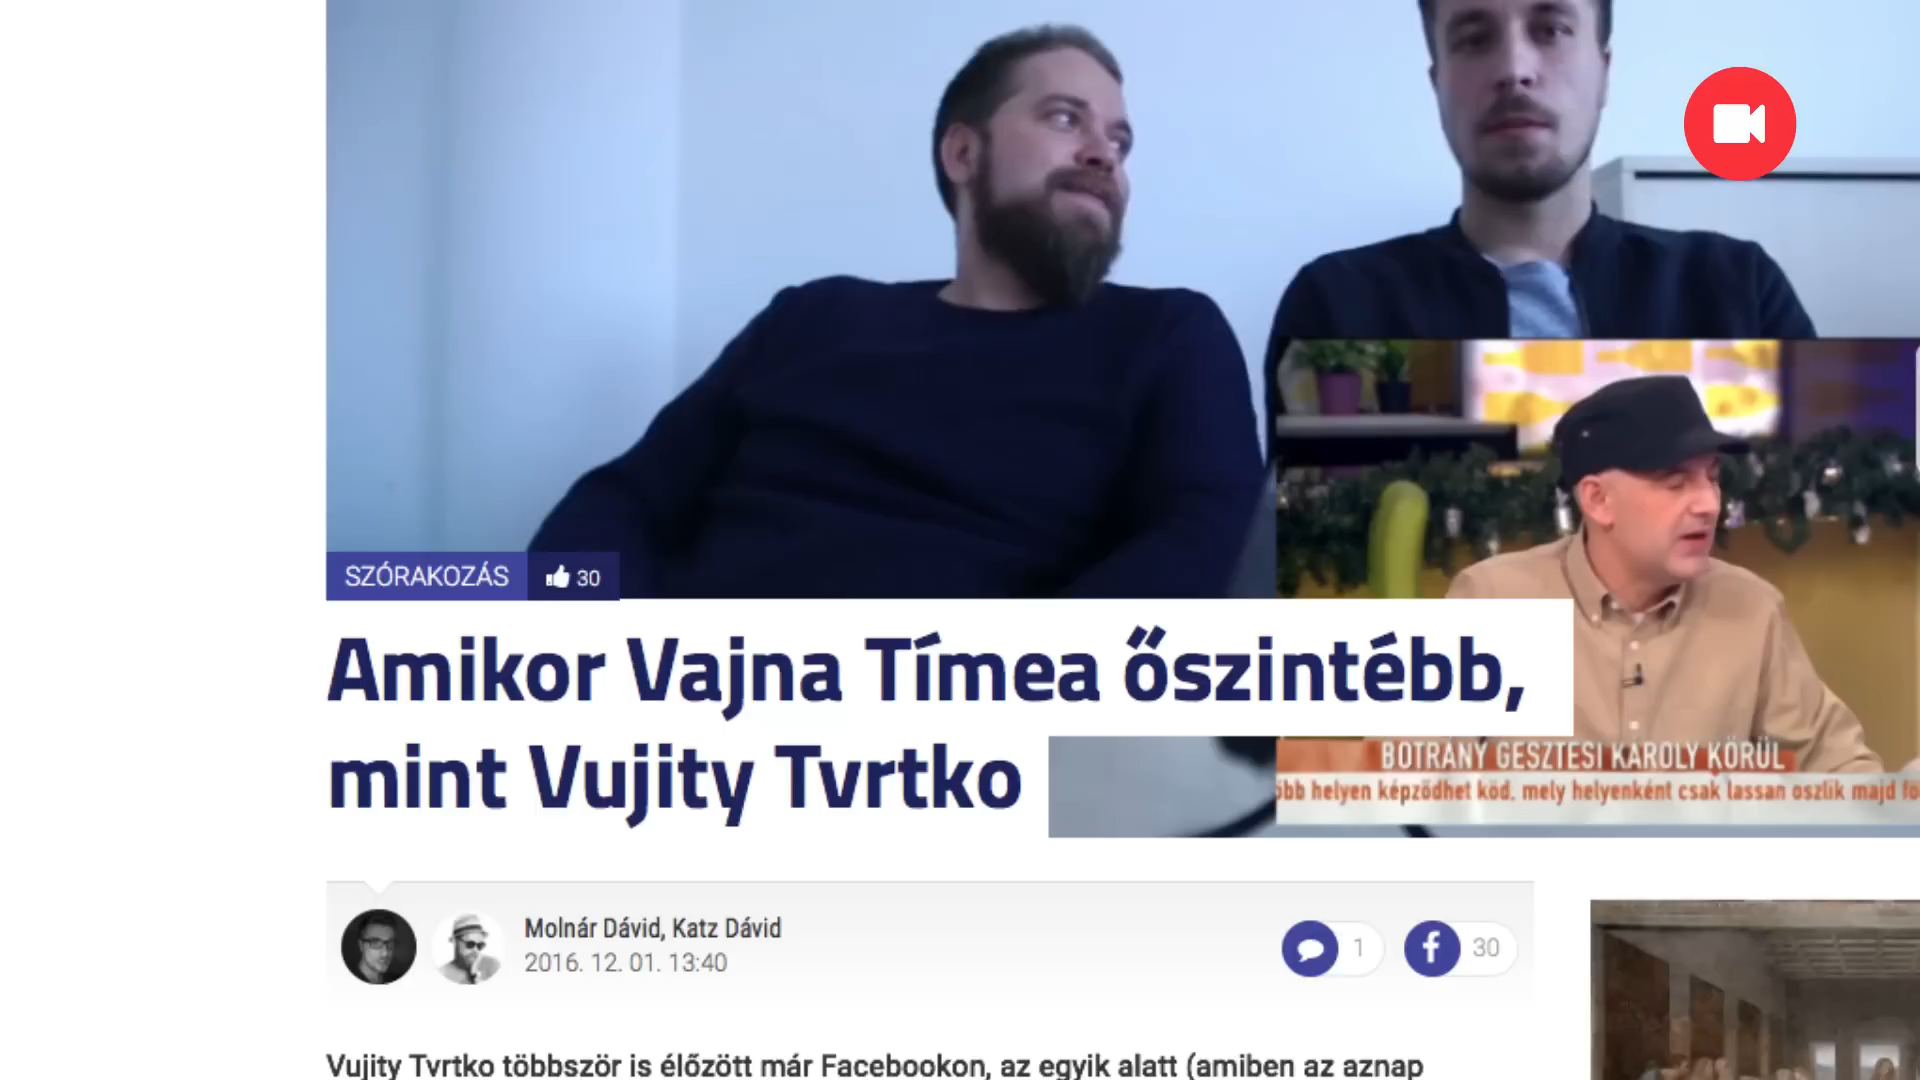 SZÓRAKOZÁS 30
Amikor Vajna Tímea őszintébb,
mint Vujity Tvrtko
BOTRÁNY GESZTESI KÁROLY KÖRÜL
helyen képződhet köd, mely helyenként csak lassan oszlik majd
Molnár Dávid, Katz Dávid
2016. 12. 01. 13:40
1
30
Vujity Tvrtko többször is élőzött már Facebookon, az egyik alatt (amiben az aznap